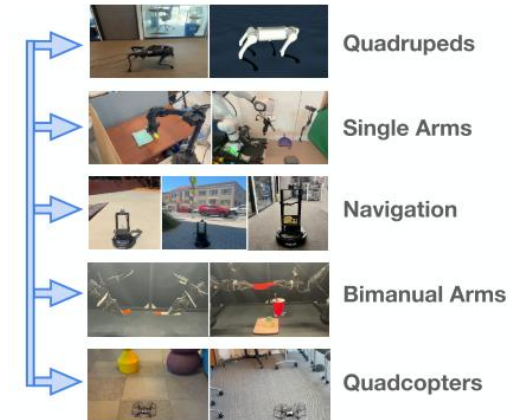 Quadrupeds
Single Arms
Navigation
Bimanual Arms
Quadcopters